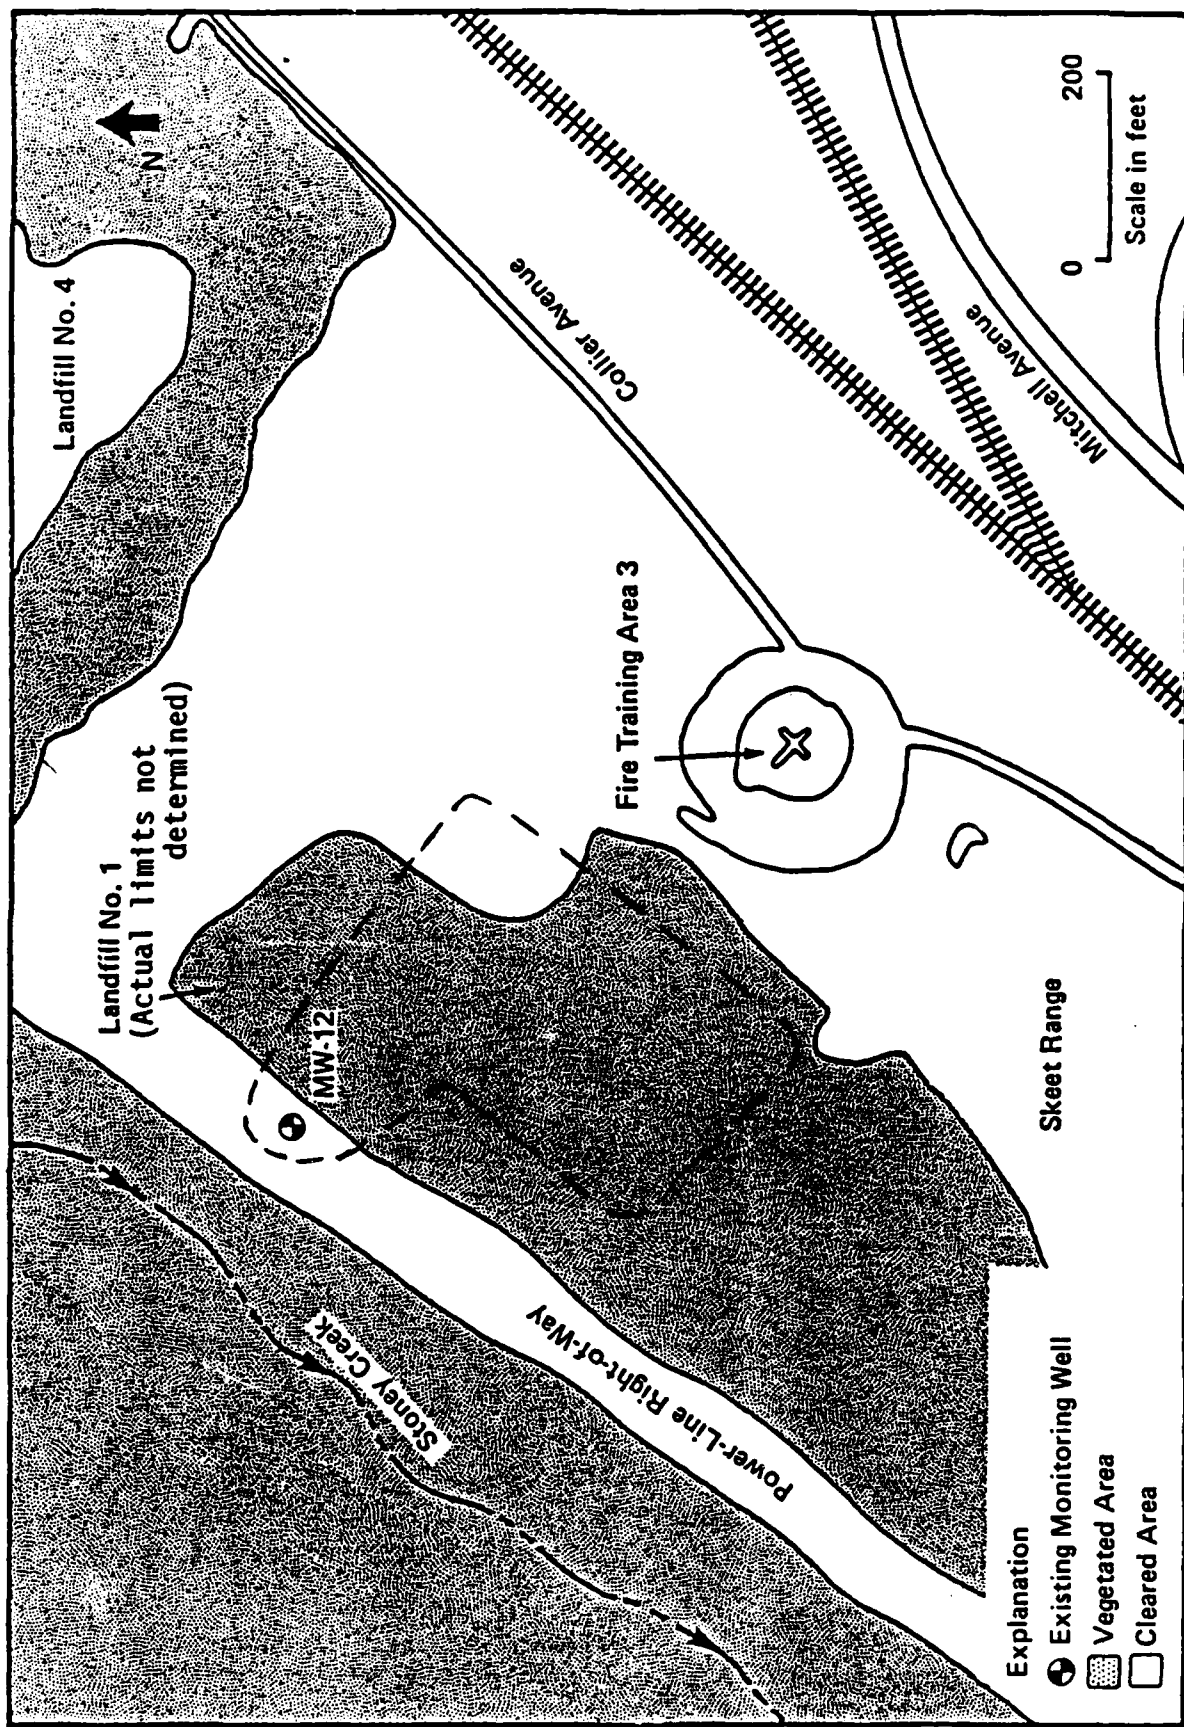 Landfill No. 4
N
Landfill No. 1
(Actual limits not
determined)
MW-12
Stoney Creek
Power-Line Right-of-Way
Fire Training Area 3
Collier Avenue
Mitchell Avenue
Skeet Range
Explanation
Existing Monitoring Well
Vegetated Area
Cleared Area
0 200
Scale in feet